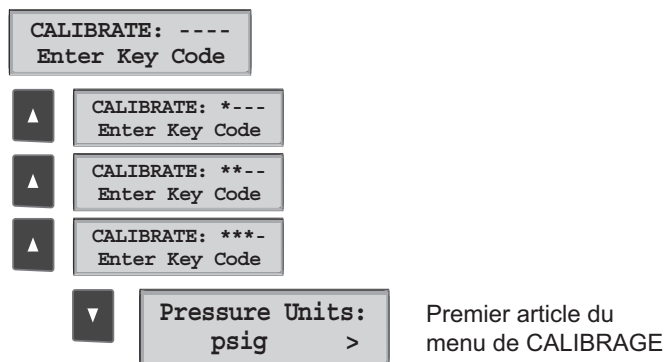 CALIBRATE: ----
Enter Key Code
CALIBRATE: *---
Enter Key Code
CALIBRATE: **--
Enter Key Code
CALIBRATE: ***-
Enter Key Code
Pressure Units:
psig >
Premier article du
menu de CALIBRAGE